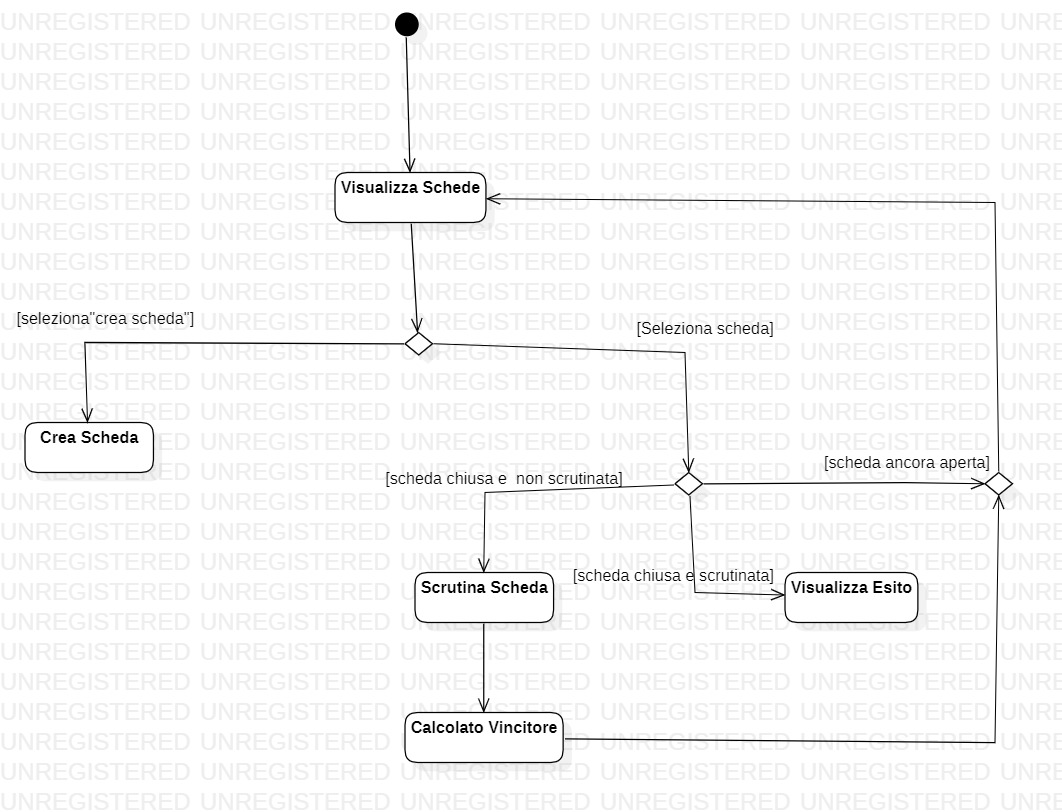 UNREGISTERED UNREGISTERED UNREGISTERED UNREGISTERED UNREGISTERED UNRE
Visualizza Schede
[seleziona"crea scheda"]
[Seleziona scheda]
Crea Scheda
[scheda chiusa e  non scrutinata]
[scheda ancora aperta]
[scheda chiusa e scrutinata]
Scrutina Scheda
Visualizza Esito
Calcolato Vincitore